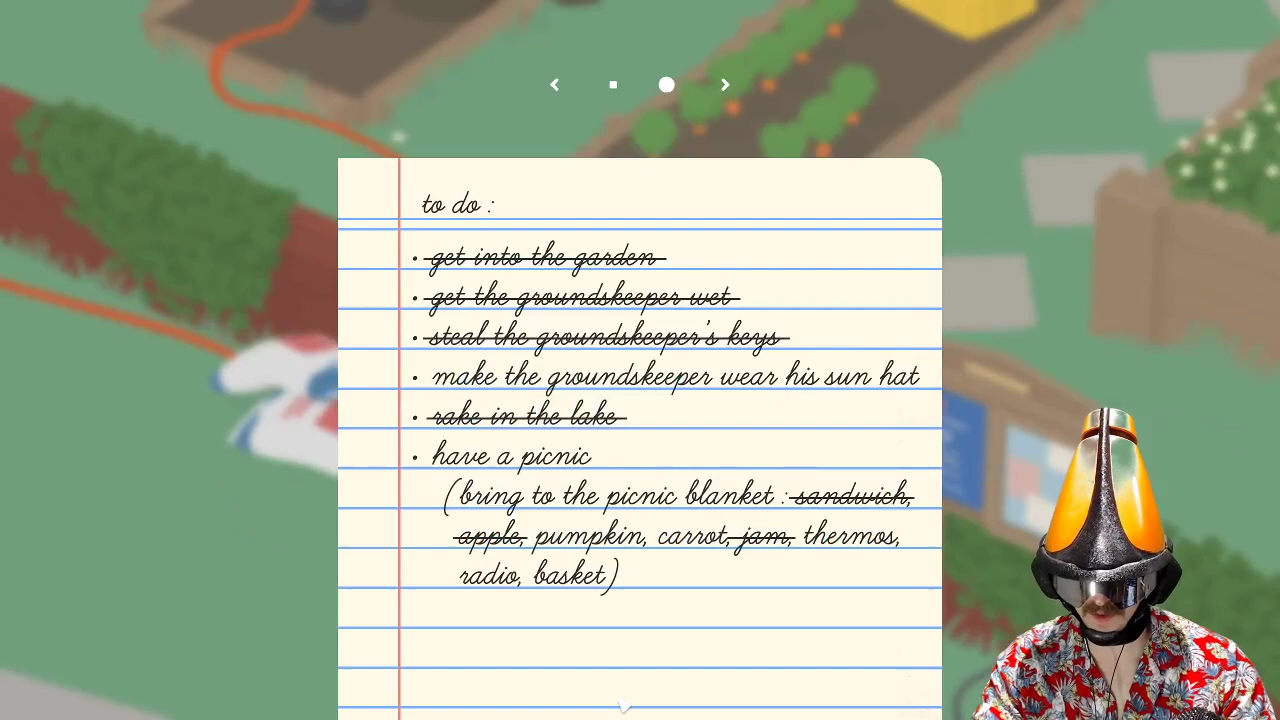 to do :
• get into the garden
• get the groundskeeper wet
• steal the groundskeeper's keys
• make the groundskeeper wear his sun hat
• rake in the lake
• have a picnic
(bring to the picnic blanket : sandwich,
apple, pumpkin, carrot, jam, thermos,
radio, basket)